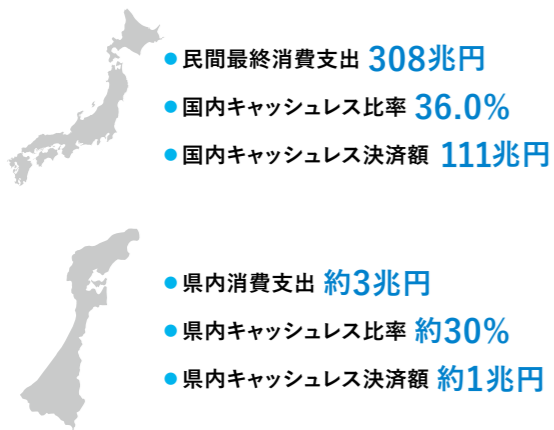 ●民間最終消費支出 308兆円
●国内キャッシュレス比率 36.0%
●国内キャッシュレス決済額 111兆円
●県内消費支出 約3兆円
●県内キャッシュレス比率 約30%
●県内キャッシュレス決済額 約1兆円